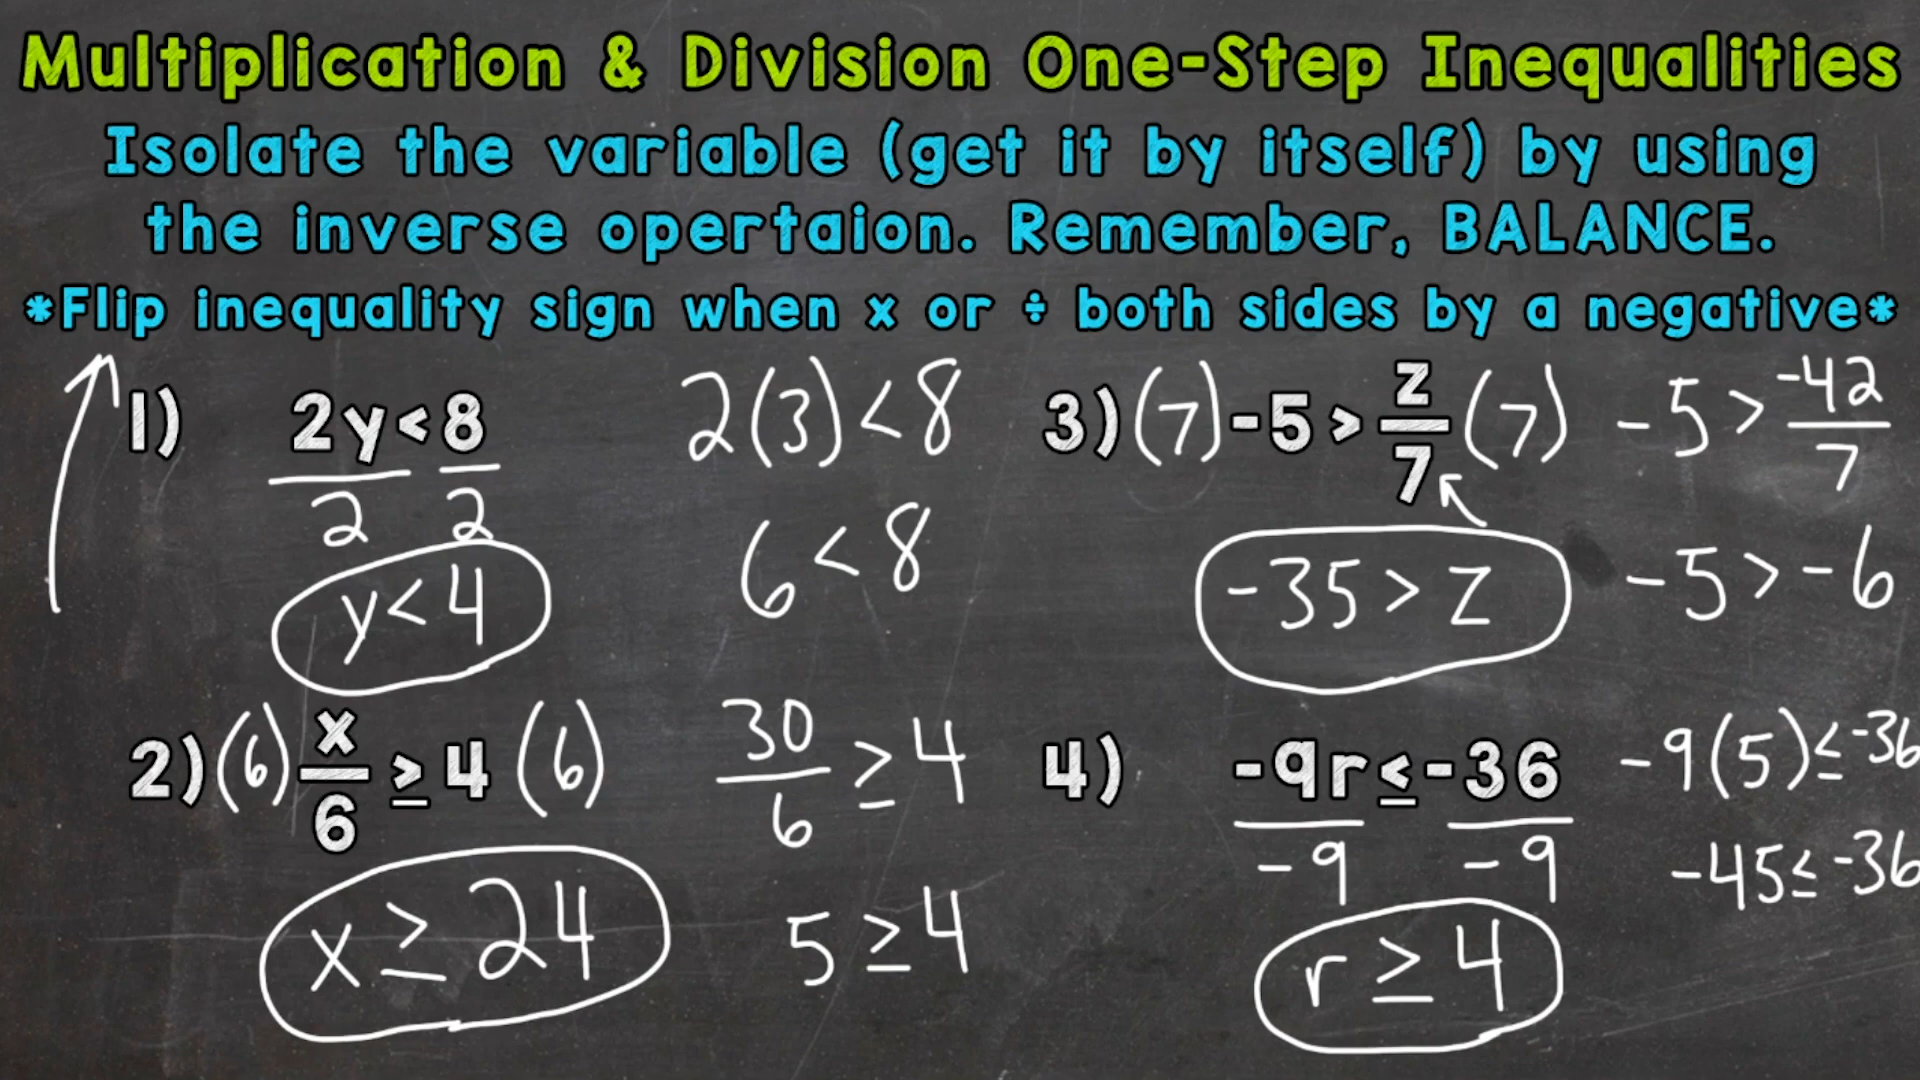 Multiplication & Division One-Step Inequalities
Isolate the variable (get it by itself) by using
the inverse opertaion. Remember, BALANCE.
*Flip inequality sign when x or ÷ both sides by a negative*
1) 2y<8
2 2
y<4
2(3)<8
6<8
2) (6) x/6 ≥4 (6)
x≥24
30/6 ≥4
5≥4
3) (7) -5> z/7 (7)
-35>z
-5> -42/7
-5>-6
4) -9r≤-36
-9 -9
r≥4
-9(5)≤-36
-45≤-36